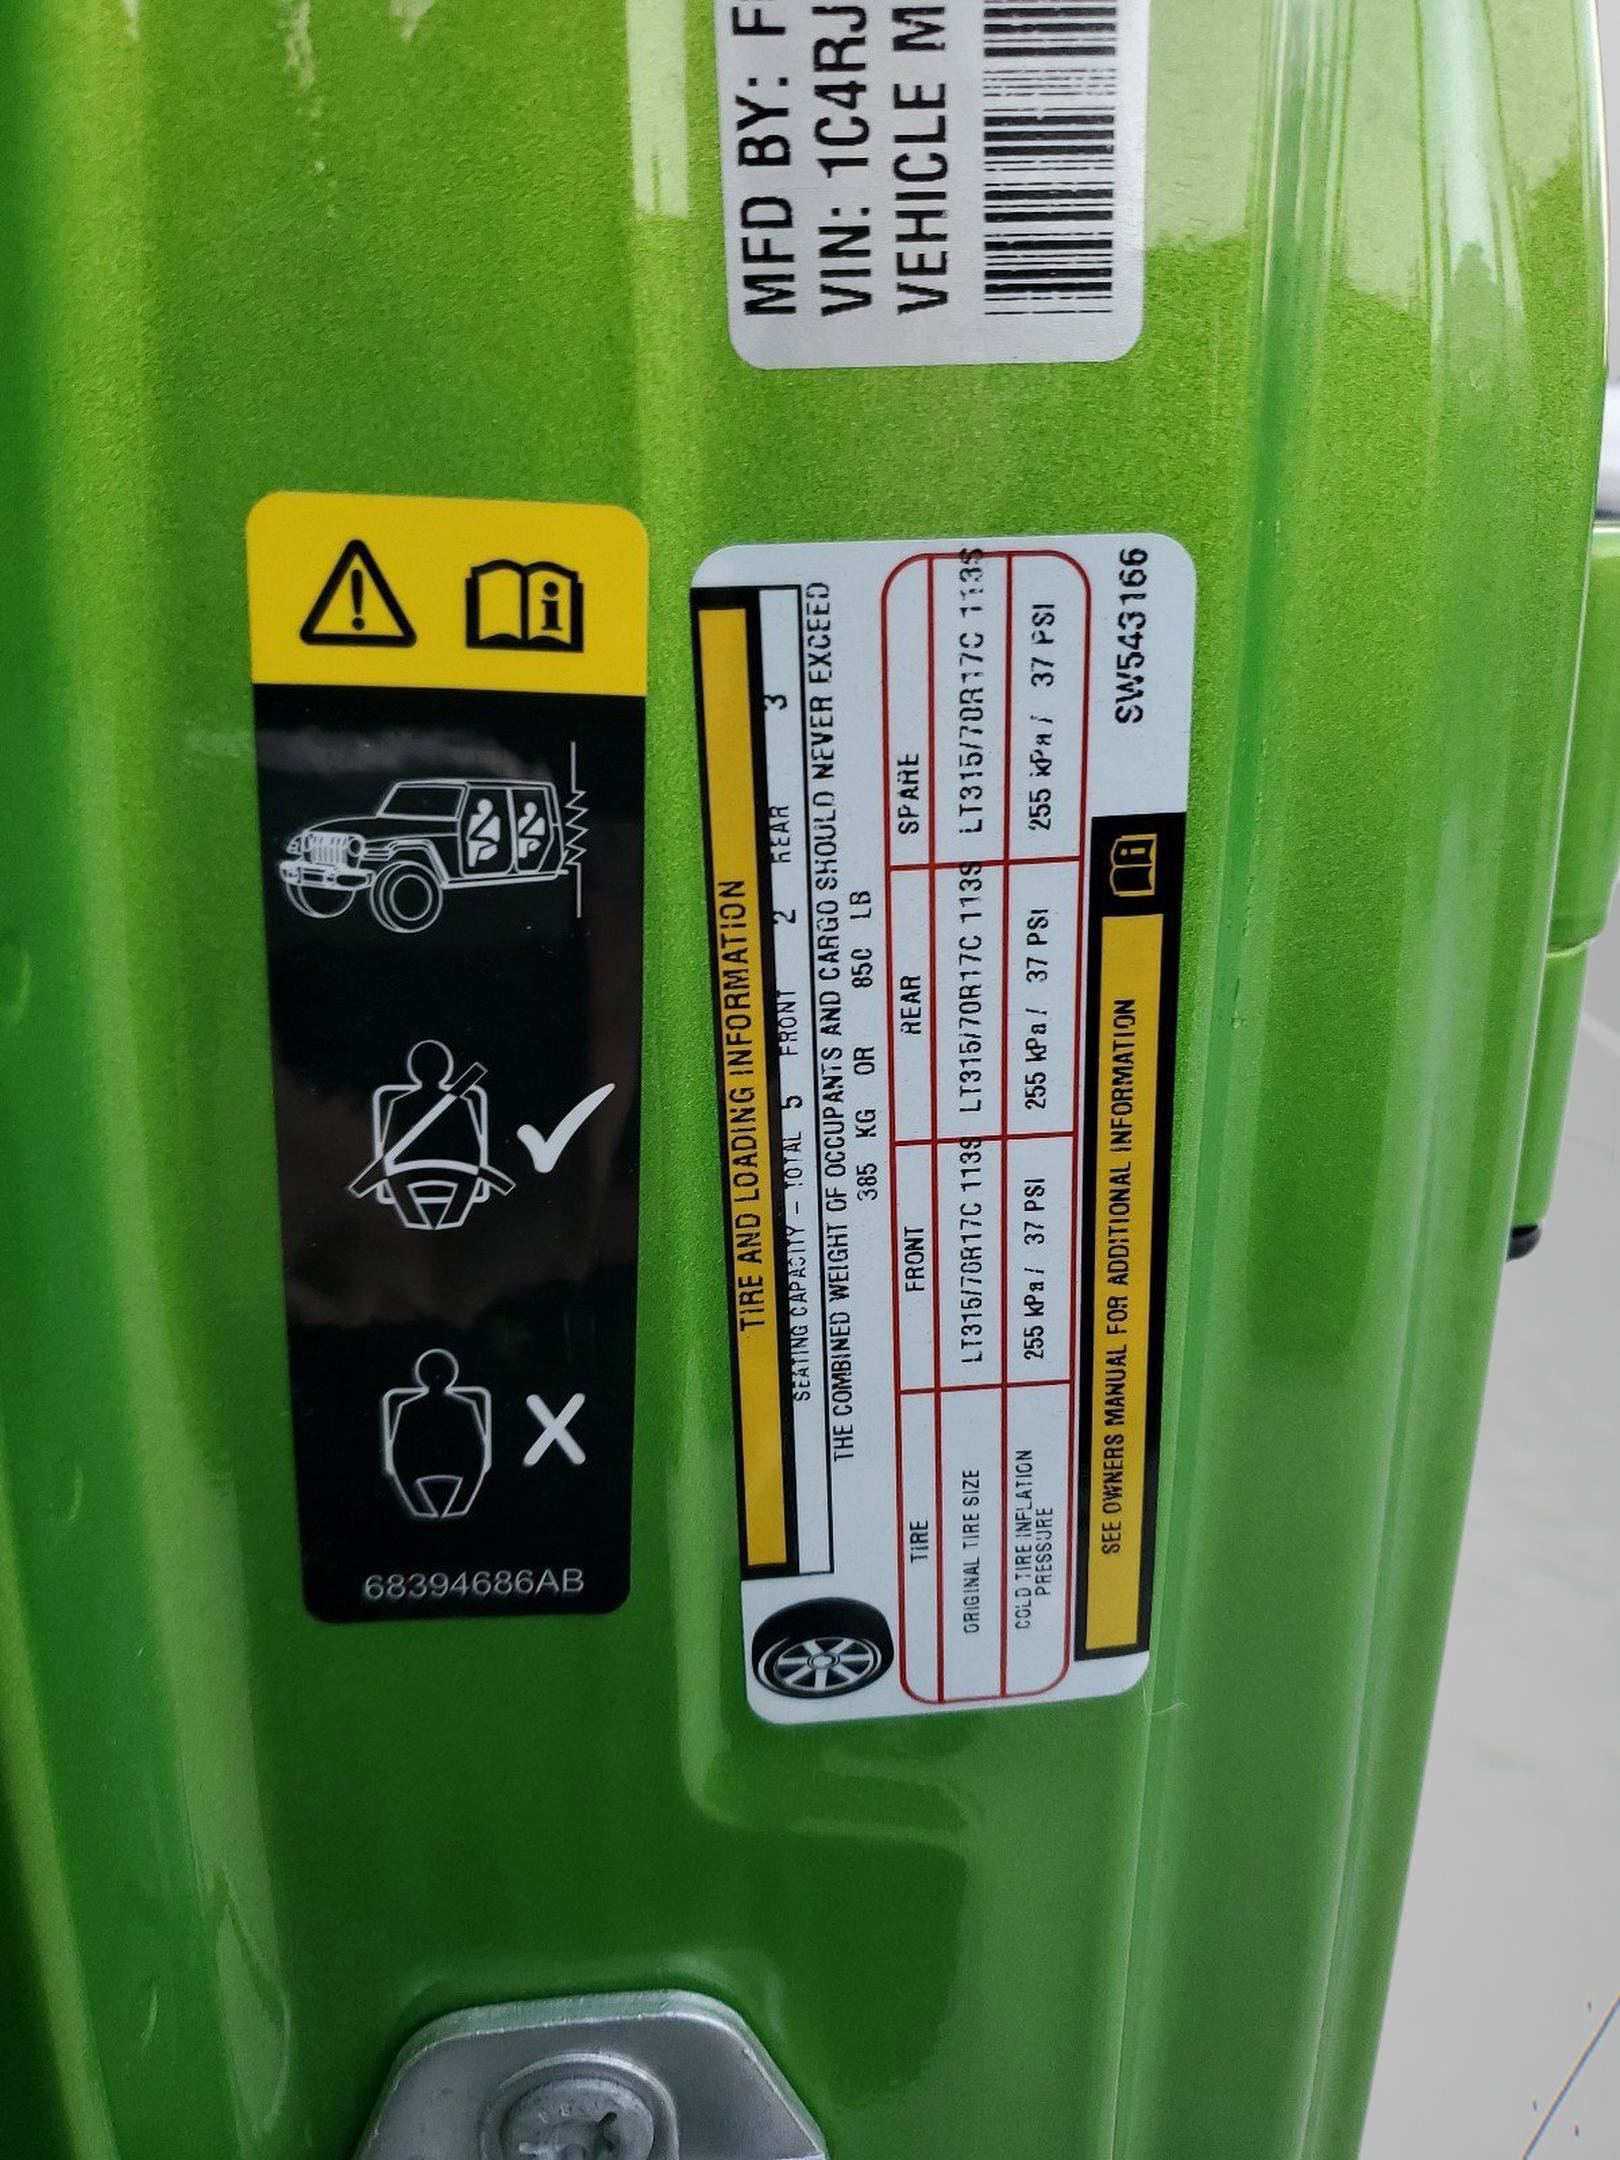 MFD BY: F
VIN: 1C4RJ
VEHICLE M
TIRE AND LOADING INFORMATION
SEATING CAPACITY – TOTAL 5 FRONT 2 REAR 3
THE COMBINED WEIGHT OF OCCUPANTS AND CARGO SHOULD NEVER EXCEED
385 KG OR 850 LB
TIRE FRONT REAR SPARE
ORIGINAL TIRE SIZE LT315/70R17C 113S LT315/70R17C 113S LT315/70R17C 113S
COLD TIRE INFLATION PRESSURE 255 kPa / 37 PSI 255 kPa / 37 PSI 255 kPa / 37 PSI
SEE OWNERS MANUAL FOR ADDITIONAL INFORMATION
SW543166
68394686AB